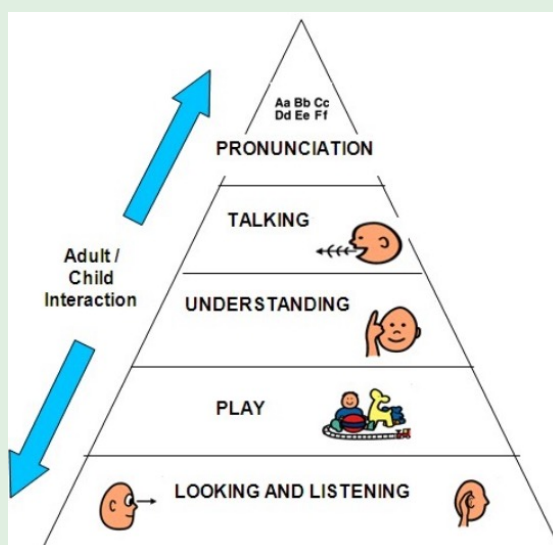 Aa Bb Cc
Dd Ee Ff
PRONUNCIATION
TALKING
Adult /
Child
Interaction
UNDERSTANDING
PLAY
LOOKING AND LISTENING